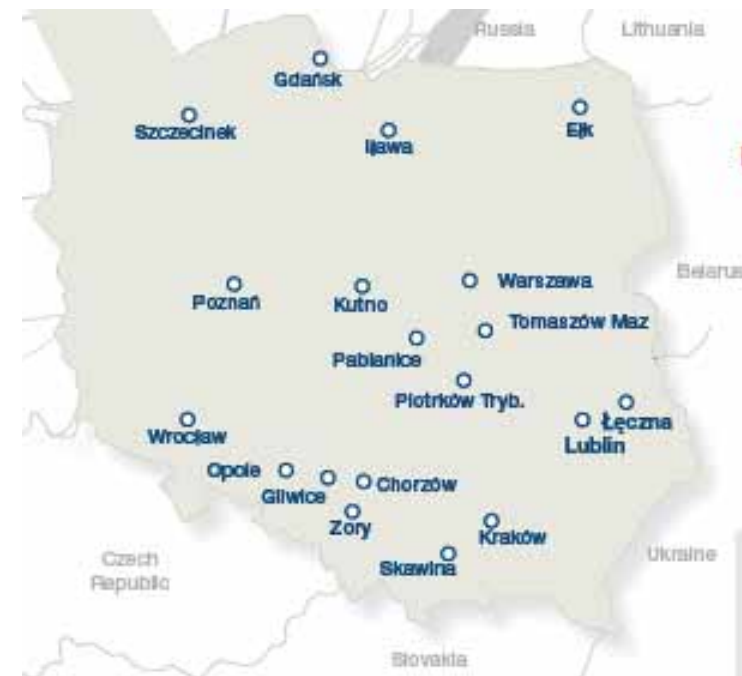 Russia
Lithuania
Gdańsk
Szczecinek
Iława
Ełk
Belarus
Poznań
Kutno
Warszawa
Tomaszów Maz
Pabianice
Piotrków Tryb.
Wrocław
Łęczna
Lublin
Opole
Gliwice
Chorzów
Zory
Kraków
Skawina
Czech
Republic
Ukraine
Slovakia